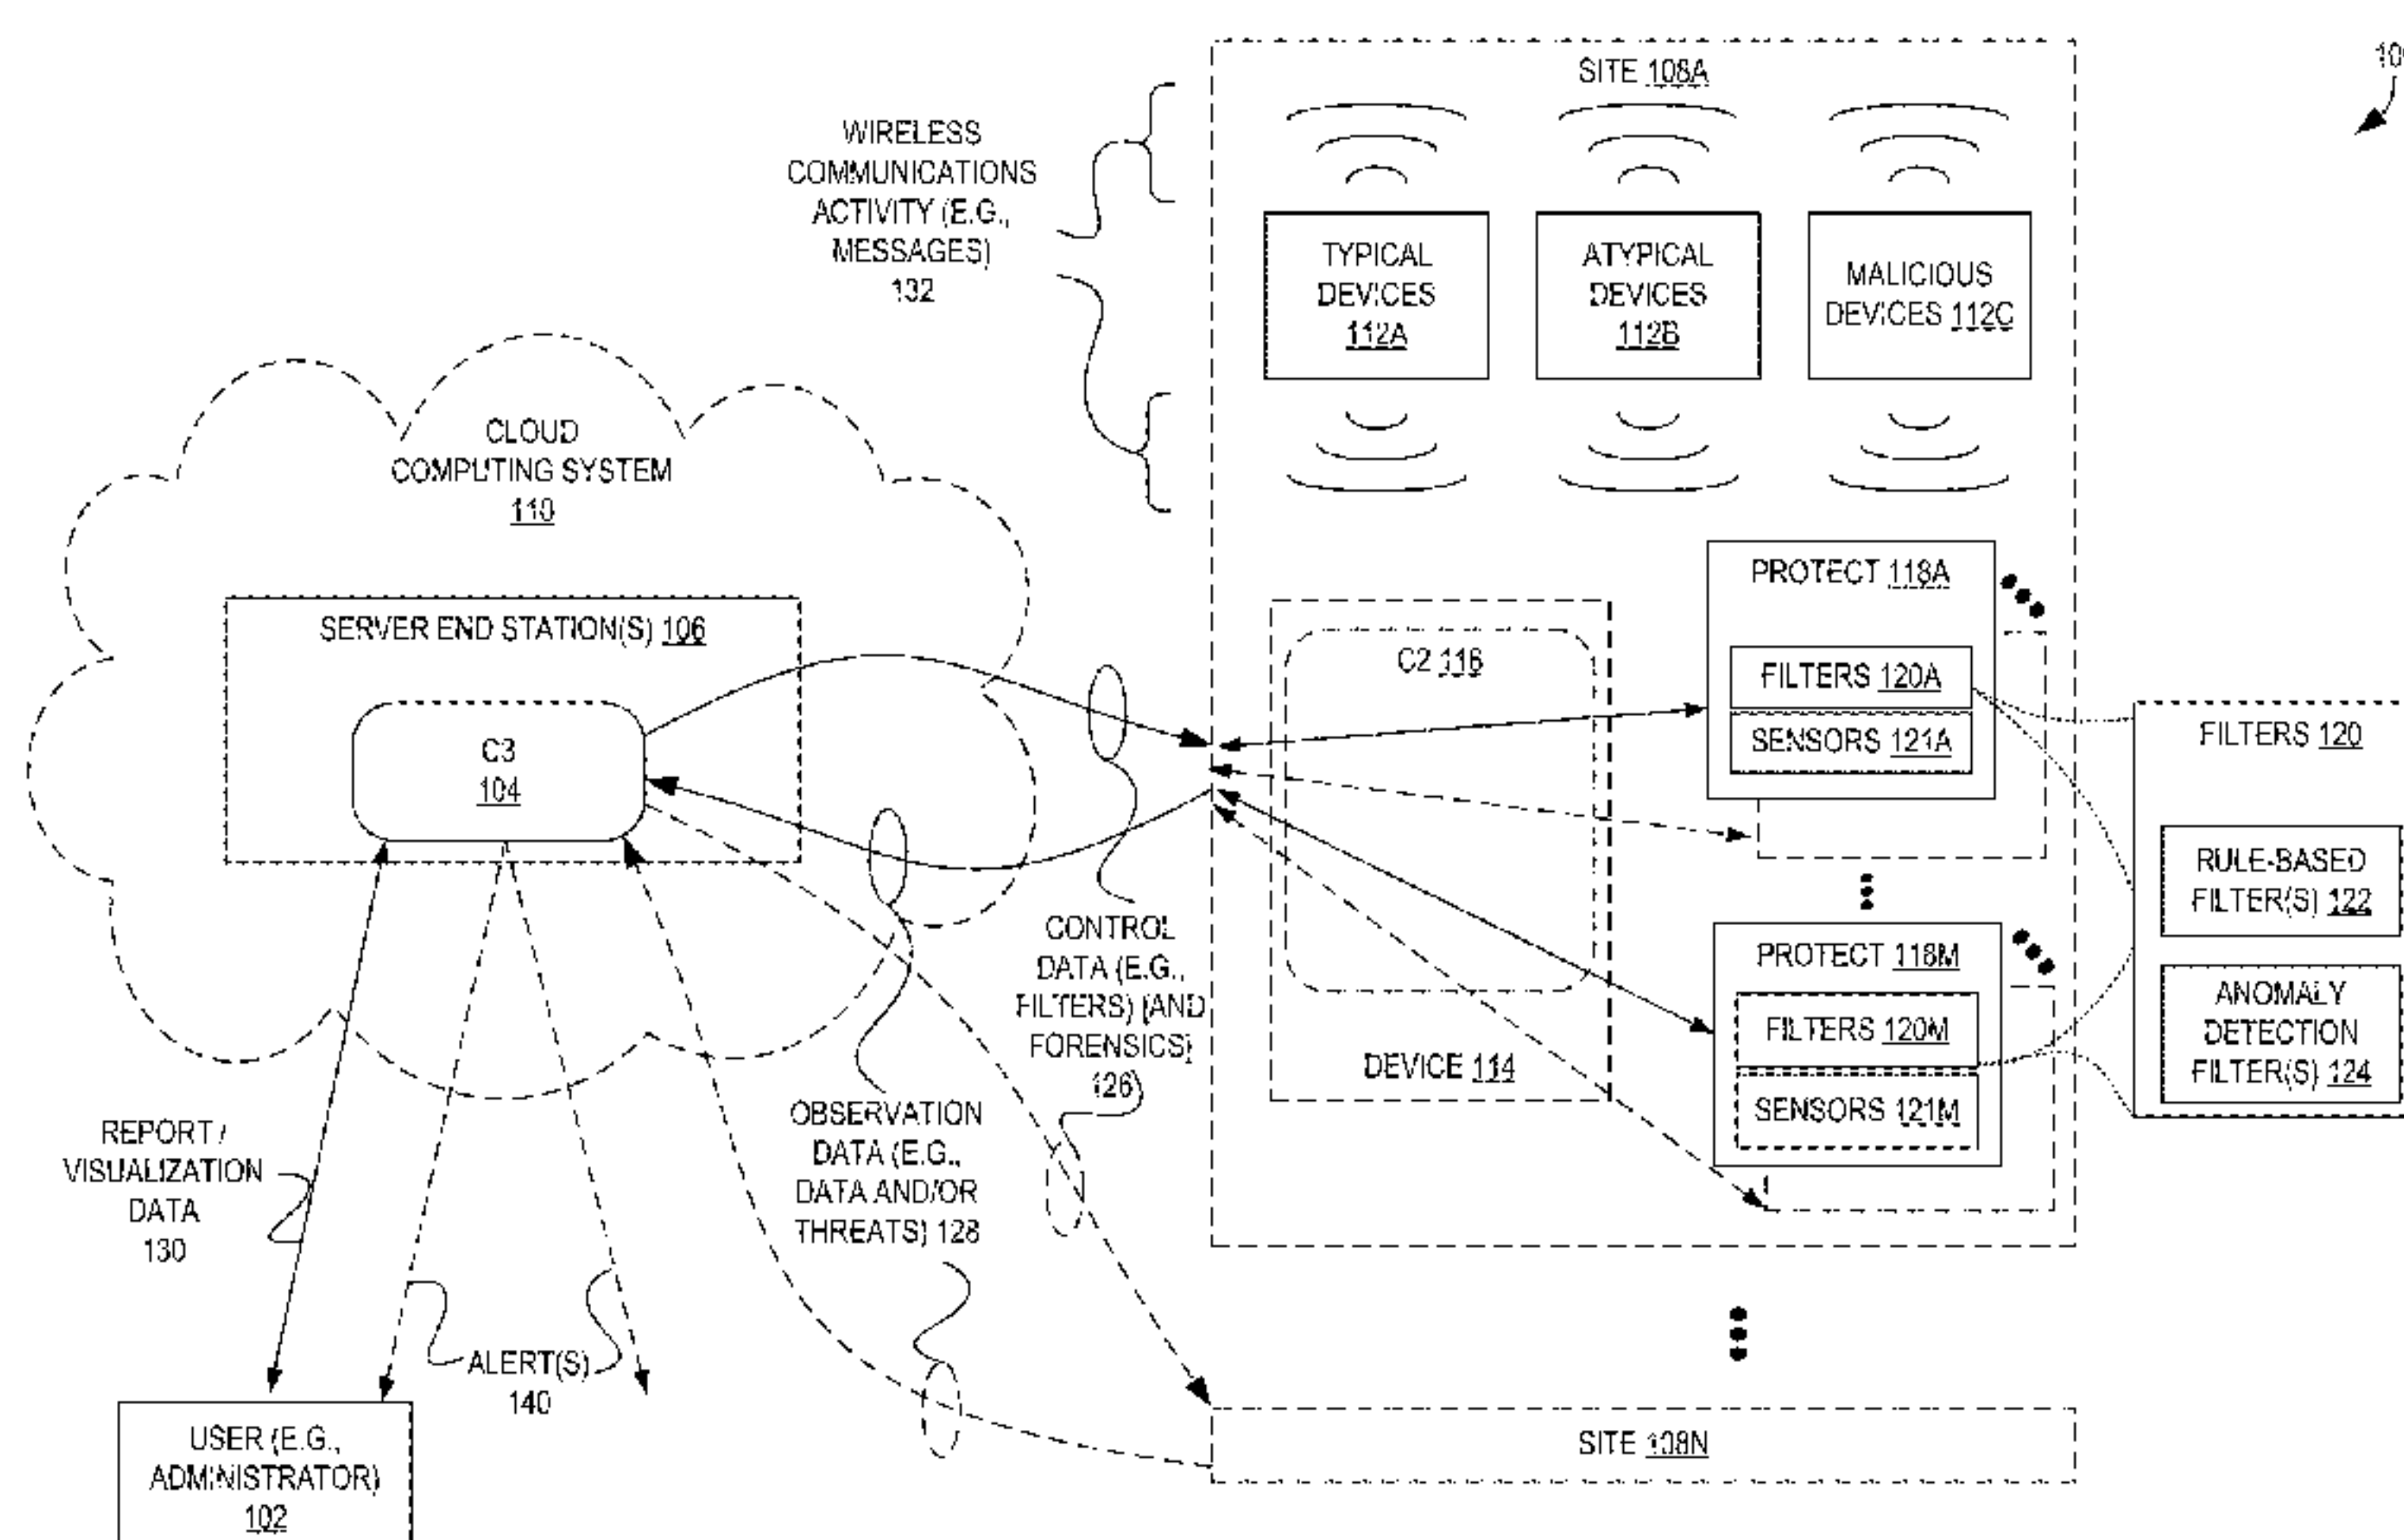 10
SITE 108A
WIRELESS
COMMUNICATIONS
ACTIVITY (E.G.,
MESSAGES)
132
TYPICAL
DEVICES
112A
ATYPICAL
DEVICES
112B
MALICIOUS
DEVICES 112C
CLOUD
COMPUTING SYSTEM
110
SERVER END STATION(S) 106
C3
104
C2 116
DEVICE 114
PROTECT 118A
FILTERS 120A
SENSORS 121A
PROTECT 118M
FILTERS 120M
SENSORS 121M
FILTERS 120
RULE-BASED
FILTER(S) 122
ANOMALY
DETECTION
FILTER(S) 124
CONTROL
DATA (E.G.,
FILTERS) (AND
FORENSICS)
126
OBSERVATION
DATA (E.G.,
DATA AND/OR
THREATS) 128
REPORT /
VISUALIZATION
DATA
130
ALERT(S)
140
USER (E.G.,
ADMINISTRATOR)
102
SITE 108N